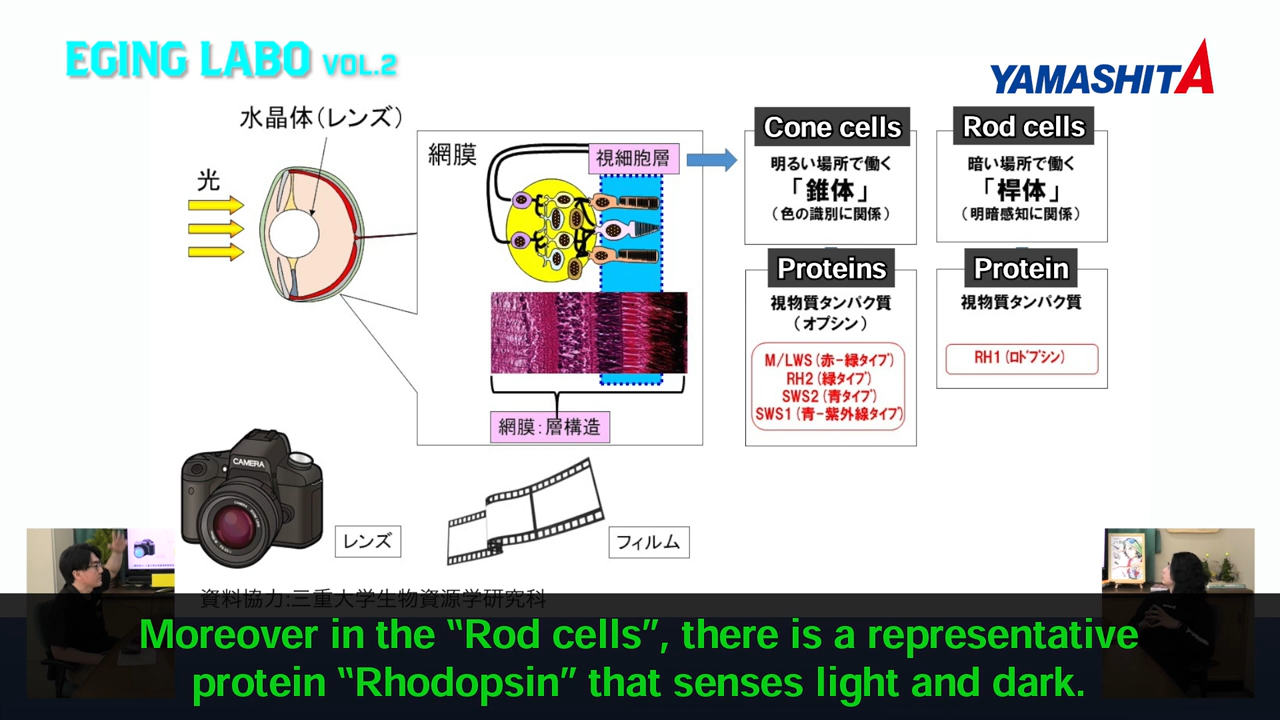 EGING LABO VOL.2
YAMASHITA
水晶体(レンズ)
光
網膜
視細胞層
網膜:層構造
Cone cells
明るい場所で働く
「錐体」
(色の識別に関係)
Proteins
視物質タンパク質
(オプシン)
M/LWS(赤-緑タイプ)
RH2(緑タイプ)
SWS2(青タイプ)
SWS1(青-紫外線タイプ)
Rod cells
暗い場所で働く
「桿体」
(明暗感知に関係)
Protein
視物質タンパク質
RH1(ロドプシン)
CAMERA
レンズ
フィルム
資料協力:三重大学生物資源学研究科
Moreover in the “Rod cells”, there is a representative
protein “Rhodopsin” that senses light and dark.